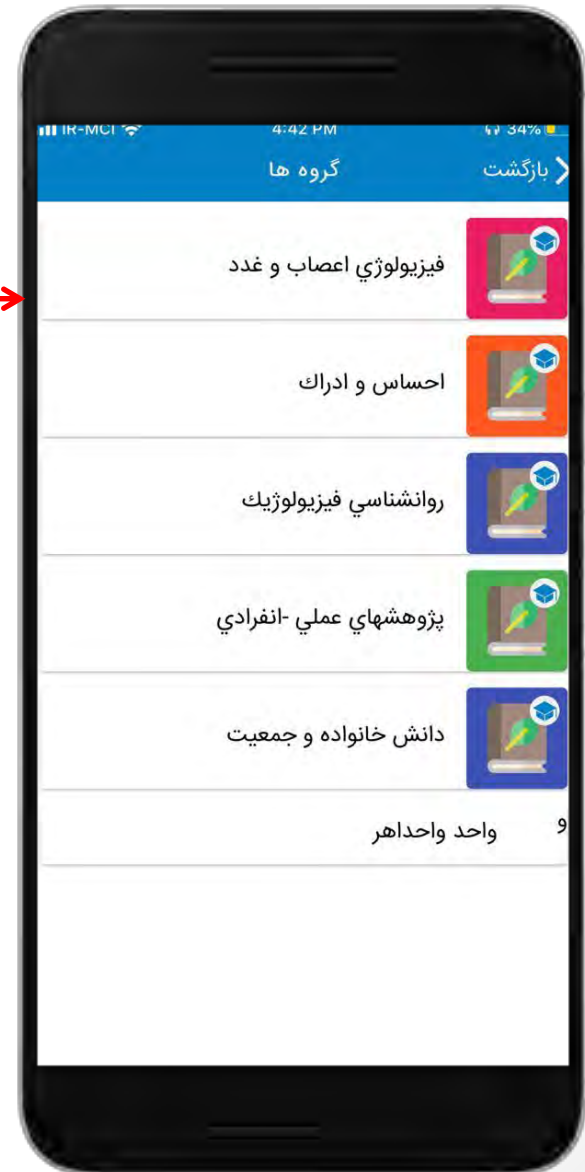 IR-MCI 4:42 PM 34%
بازگشت گروه ها
فيزيولوژي اعصاب و غدد
احساس و ادراك
روانشناسي فيزيولوژيك
پژوهشهاي عملي -انفرادي
دانش خانواده و جمعيت
و واحد واحداهر